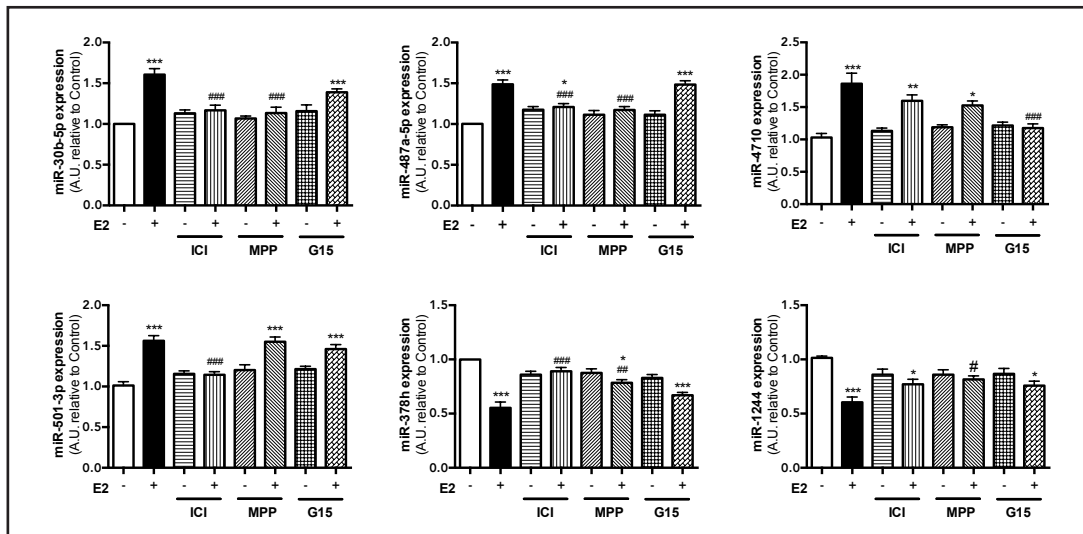 miR-30b-5p expression
(A.U. relative to Control)
2.0
1.5
1.0
0.5
0.0
***
###
###
***
E2 - + - + - + - +
ICI MPP G15
miR-487a-5p expression
(A.U. relative to Control)
2.0
1.5
1.0
0.5
0.0
***
*
###
###
***
E2 - + - + - + - +
ICI MPP G15
miR-4710 expression
(A.U. relative to Control)
2.5
2.0
1.5
1.0
0.5
0.0
***
**
*
###
E2 - + - + - + - +
ICI MPP G15
miR-501-3p expression
(A.U. relative to Control)
2.0
1.5
1.0
0.5
0.0
***
###
***
***
E2 - + - + - + - +
ICI MPP G15
miR-378h expression
(A.U. relative to Control)
1.5
1.0
0.5
0.0
***
###
*
##
***
E2 - + - + - + - +
ICI MPP G15
miR-1244 expression
(A.U. relative to Control)
1.5
1.0
0.5
0.0
***
*
#
*
E2 - + - + - + - +
ICI MPP G15